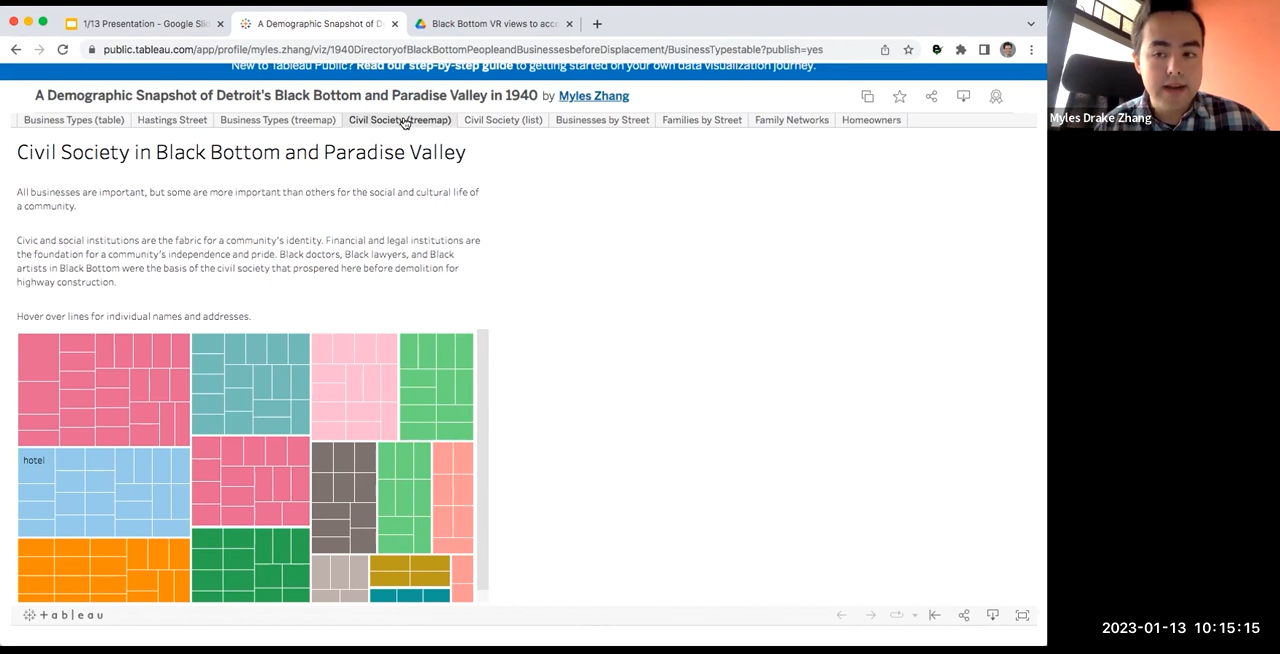 1/13 Presentation - Google Sli
A Demographic Snapshot of D
Black Bottom VR views to acc
public.tableau.com/app/profile/myles.zhang/viz/1940DirectoryofBlackBottomPeopleandBusinessesbeforeDisplacement/BusinessTypestable?publish=yes
New to Tableau Public? Read our step-by-step guide to getting started on your own data visualization journey.
A Demographic Snapshot of Detroit's Black Bottom and Paradise Valley in 1940 by Myles Zhang
Business Types (table) Hastings Street Business Types (treemap) Civil Society (treemap) Civil Society (list) Businesses by Street Families by Street Family Networks Homeowners
Civil Society in Black Bottom and Paradise Valley
All businesses are important, but some are more important than others for the social and cultural life of
a community.
Civic and social institutions are the fabric for a community's identity. Financial and legal institutions are
the foundation for a community's independence and pride. Black doctors, Black lawyers, and Black
artists in Black Bottom were the basis of the civil society that prospered here before demolition for
highway construction.
Hover over lines for individual names and addresses.
hotel
+ableau
Myles Drake Zhang
2023-01-13 10:15:15